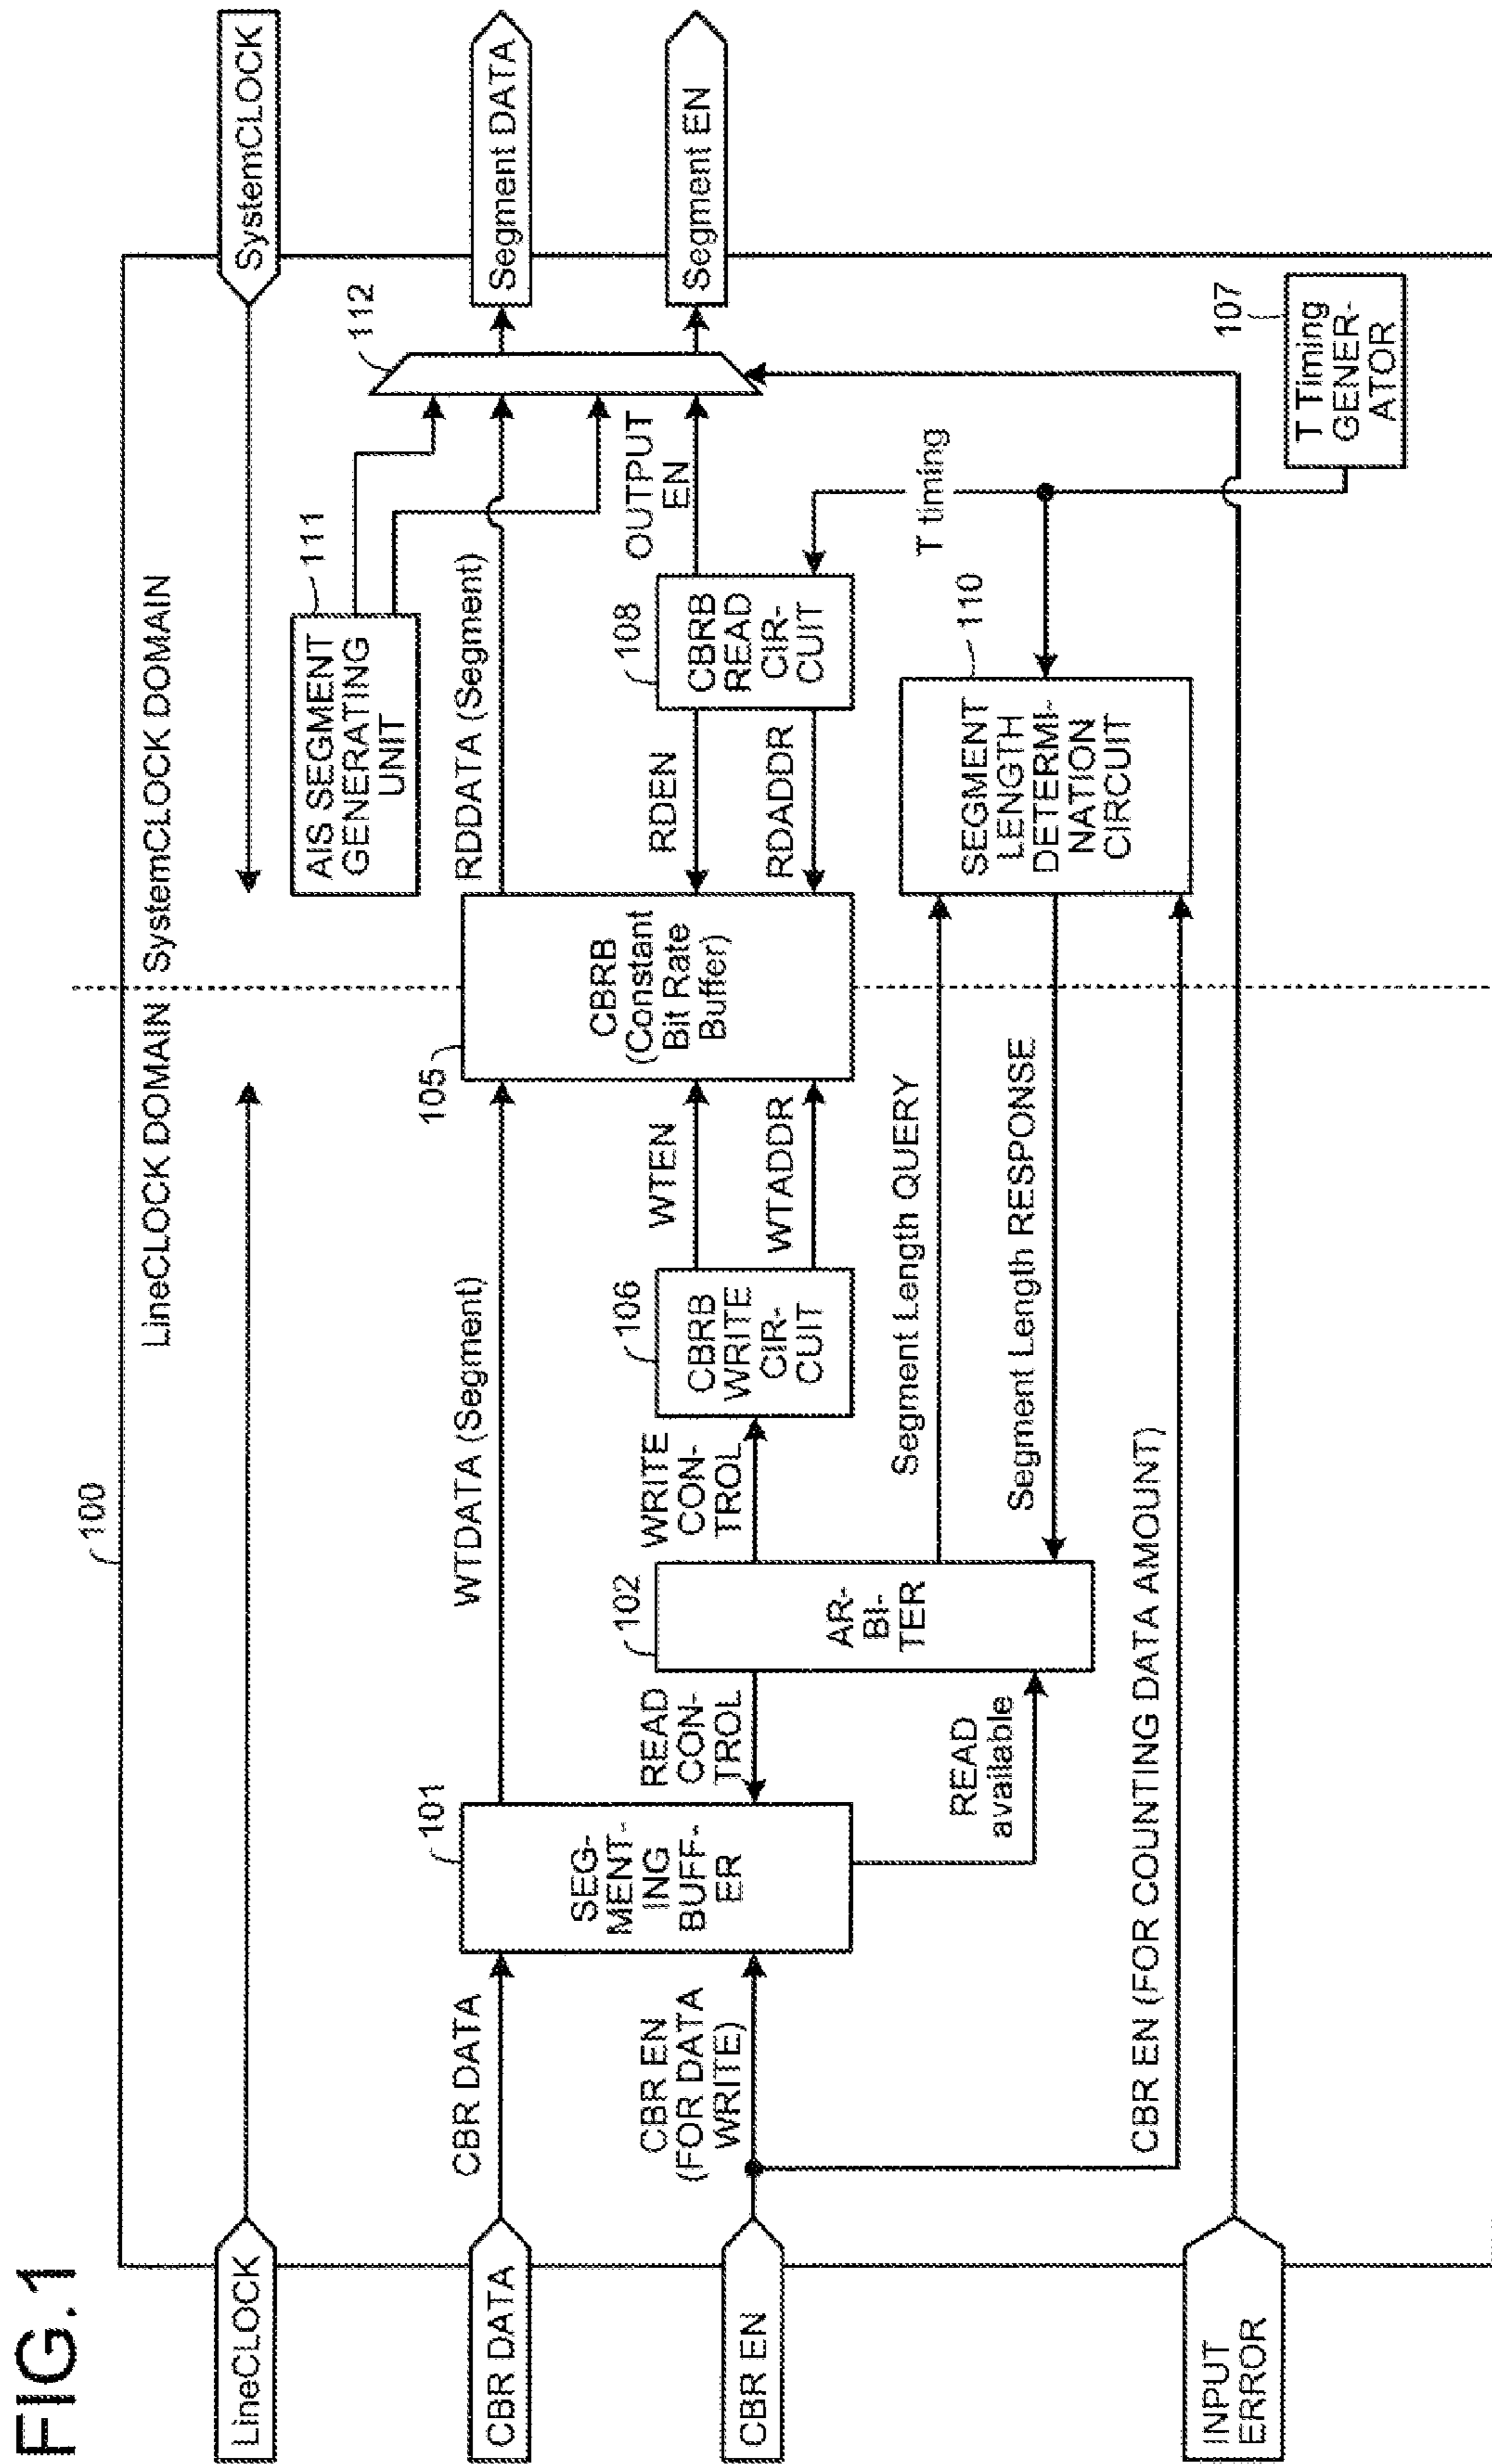 FIG.1
100
LineCLOCK
LineCLOCK DOMAIN
SystemCLOCK DOMAIN
SystemCLOCK
AIS SEGMENT
GENERATING
UNIT
111
112
CBR DATA
CBR DATA
SEG-
MENT-
ING
BUFF-
ER
101
WTDATA (Segment)
105
CBRB
(Constant
Bit Rate
Buffer)
RDDATA (Segment)
Segment DATA
CBR EN
CBR EN
(FOR DATA
WRITE)
READ
CON-
TROL
102
AR-
BI-
TER
WRITE
CON-
TROL
106
CBRB
WRITE
CIR-
CUIT
WTEN
WTADDR
RDEN
RDADDR
108
CBRB
READ
CIR-
CUIT
OUTPUT
EN
Segment EN
READ
available
Segment Length QUERY
Segment Length RESPONSE
SEGMENT
LENGTH
DETERMI-
NATION
CIRCUIT
110
T timing
CBR EN (FOR COUNTING DATA AMOUNT)
INPUT
ERROR
107
T Timing
GENER-
ATOR